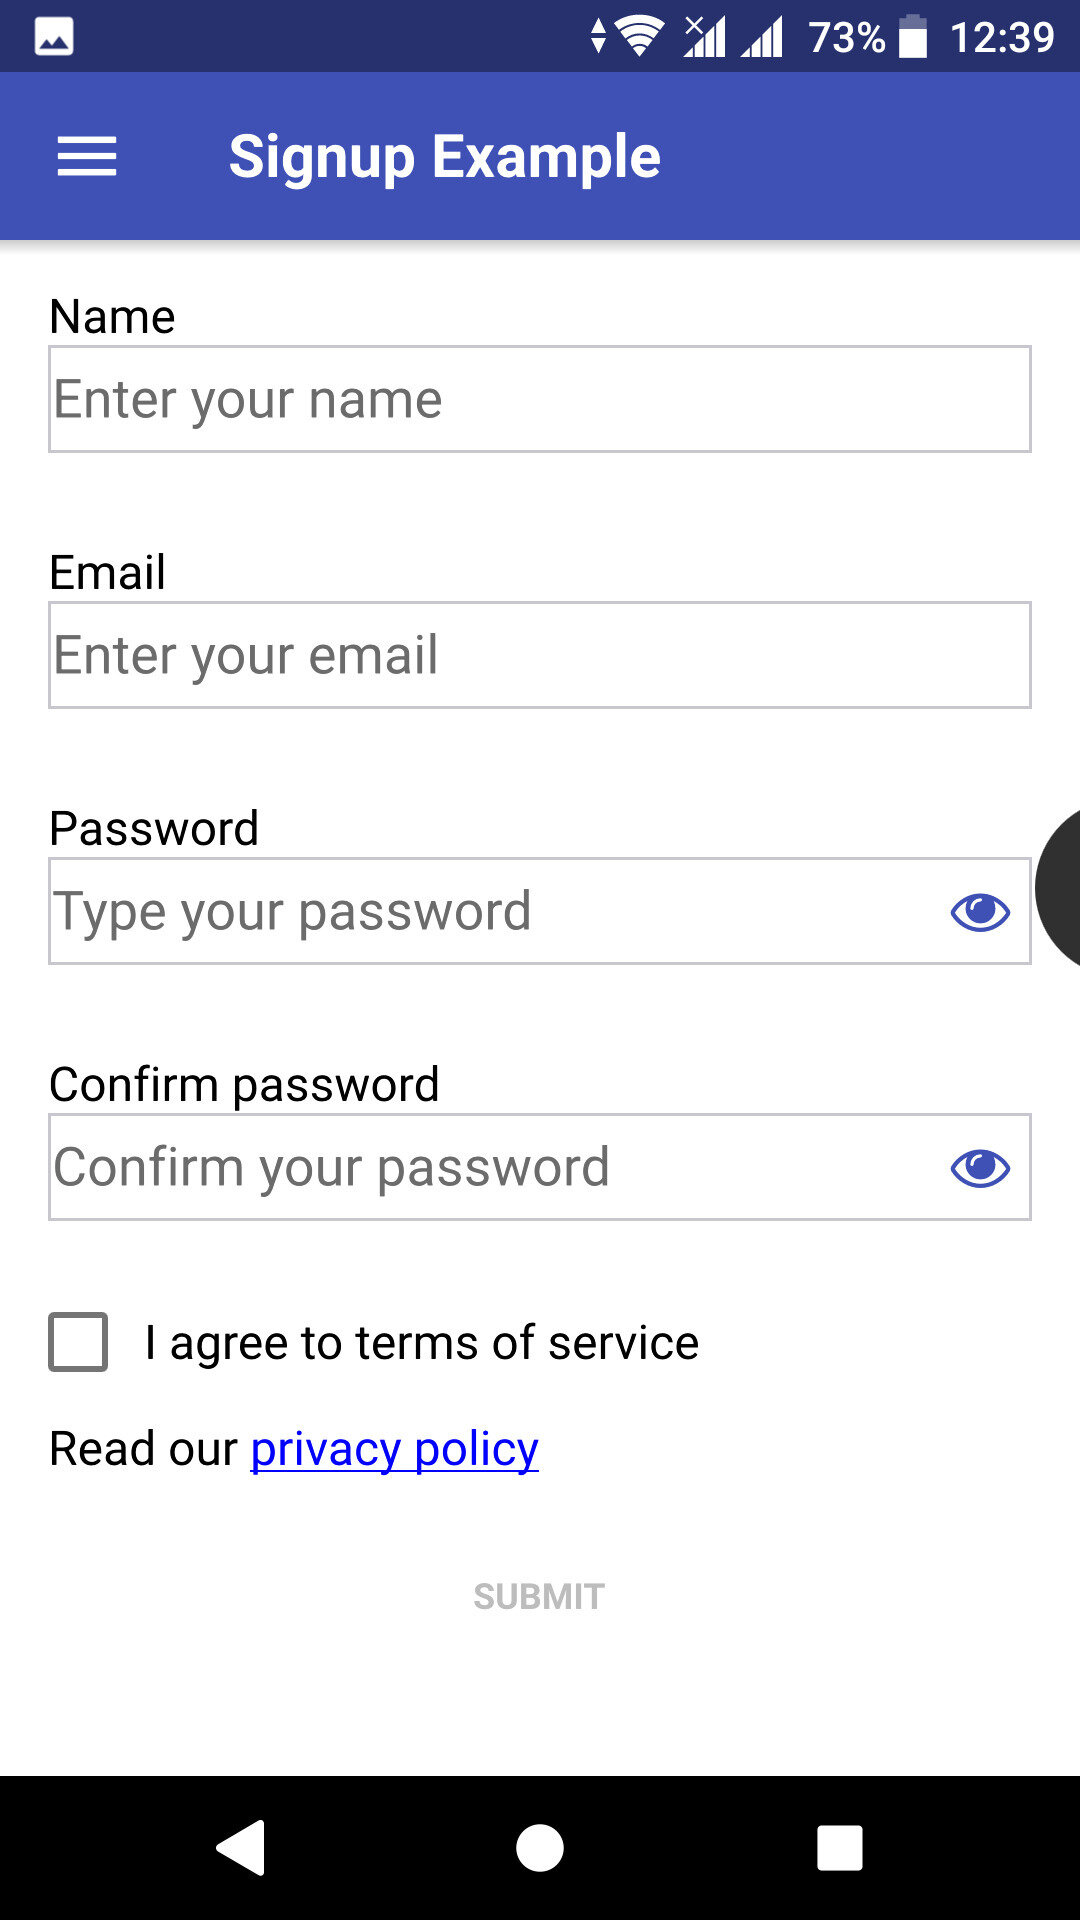 73% 12:39
Signup Example
Name
Enter your name
Email
Enter your email
Password
Type your password
Confirm password
Confirm your password
I agree to terms of service
Read our privacy policy
SUBMIT